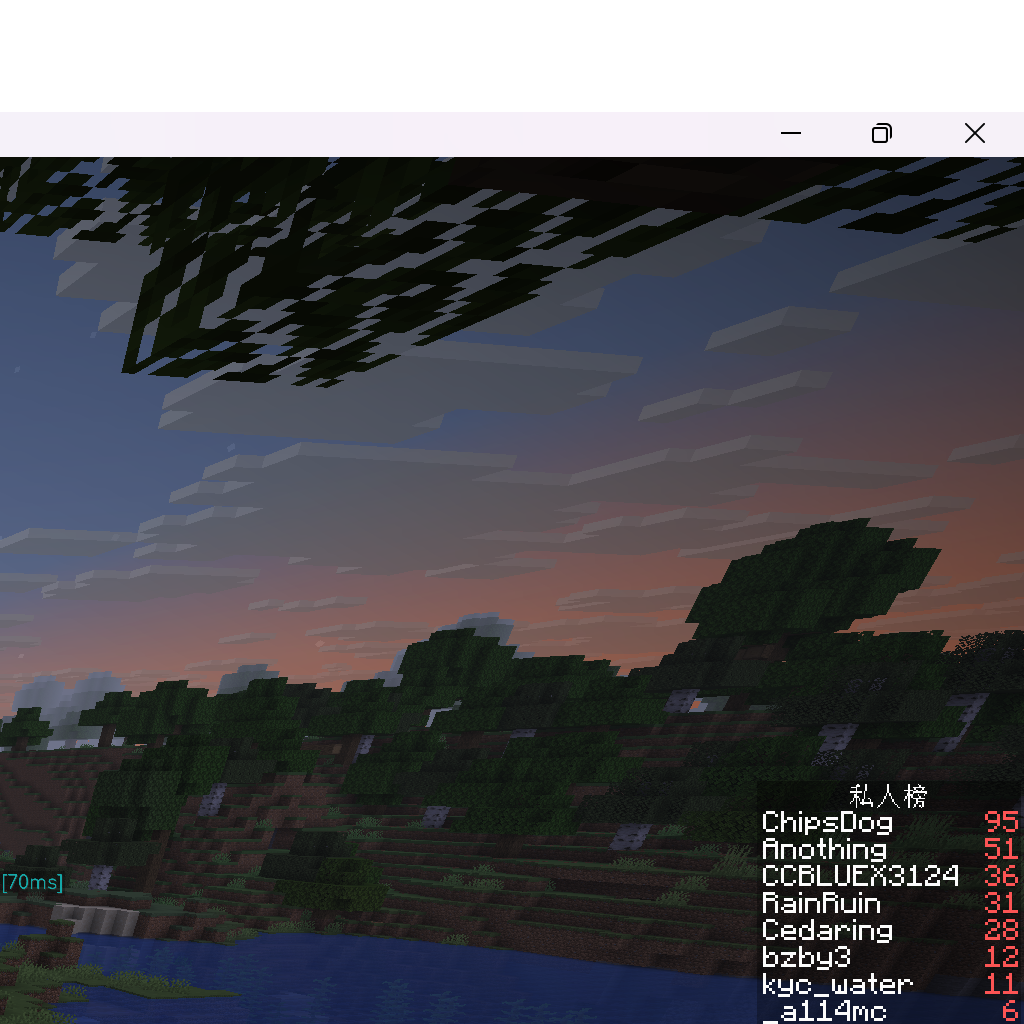 私人榜
ChipsDog 95
Anothing 51
CCBLUEX3124 36
[70ms]
RainRuin 31
Cedaring 28
bzby3 12
kyc_water 11
_a114mc 6